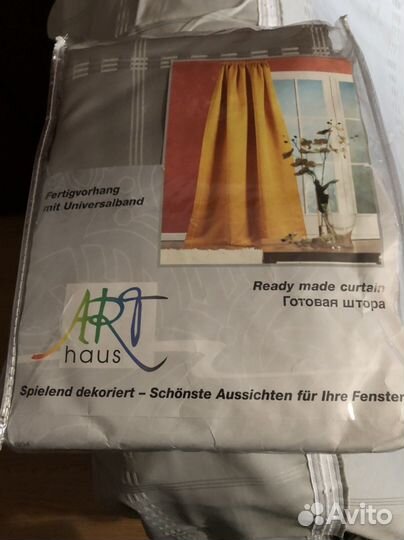 Fertigvorhang
mit Universalband
Ready made curtain
Готовая штора
ART
haus
Spielend dekoriert – Schönste Aussichten für Ihre Fenster
Avito